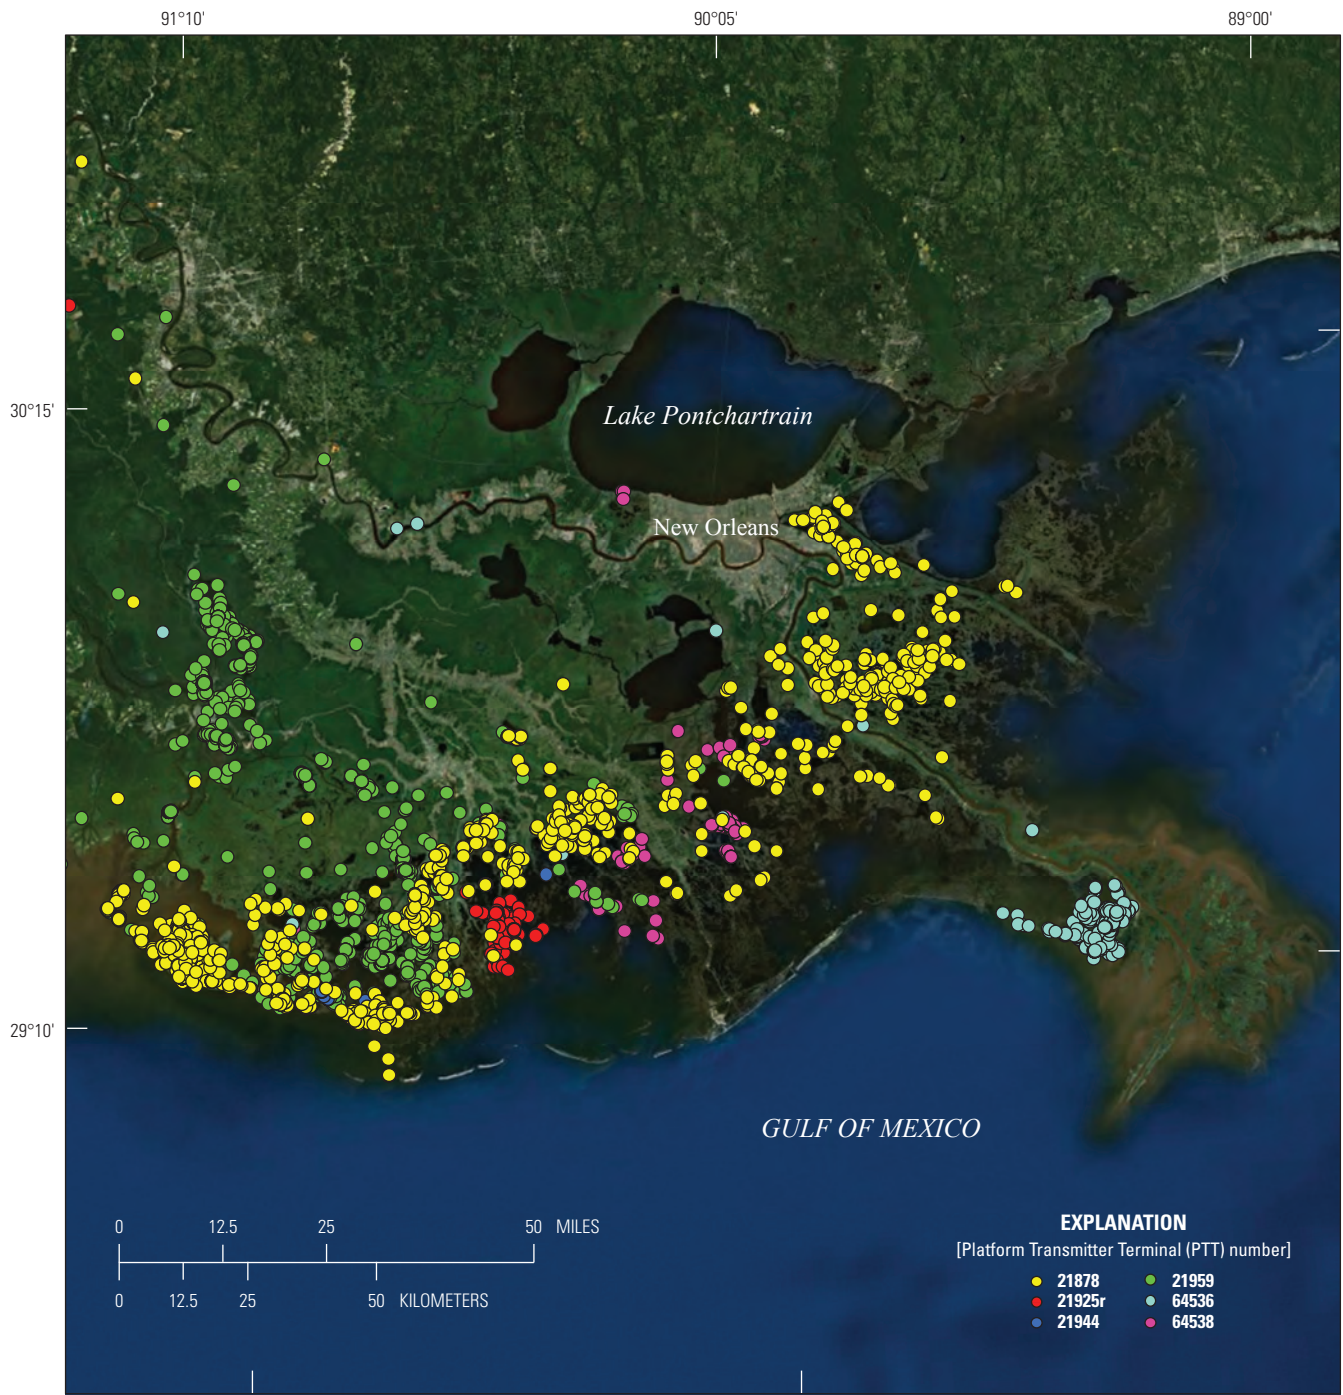 91°10' 90°05' 89°00'
30°15'
Lake Pontchartrain
New Orleans
29°10'
GULF OF MEXICO
0 12.5 25 50 MILES
0 12.5 25 50 KILOMETERS
EXPLANATION
[Platform Transmitter Terminal (PTT) number]
21878 21959
21925r 64536
21944 64538